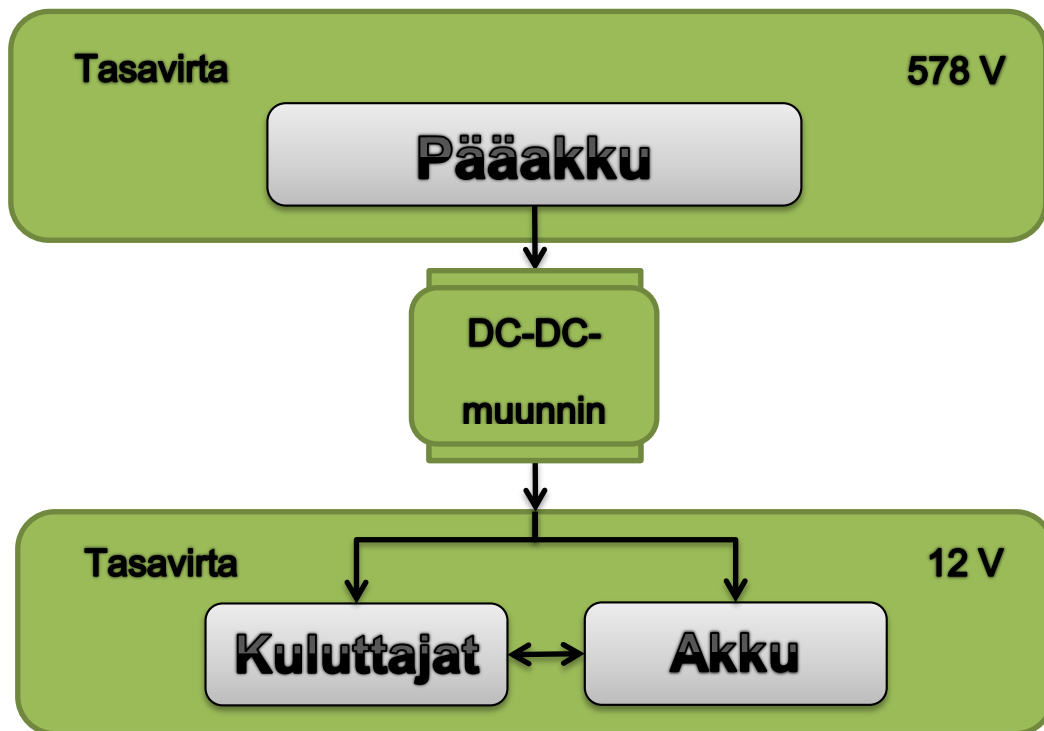 Tasavirta 578 V
Pääakku
DC-DC-
muunnin
Tasavirta 12 V
Kuluttajat Akku